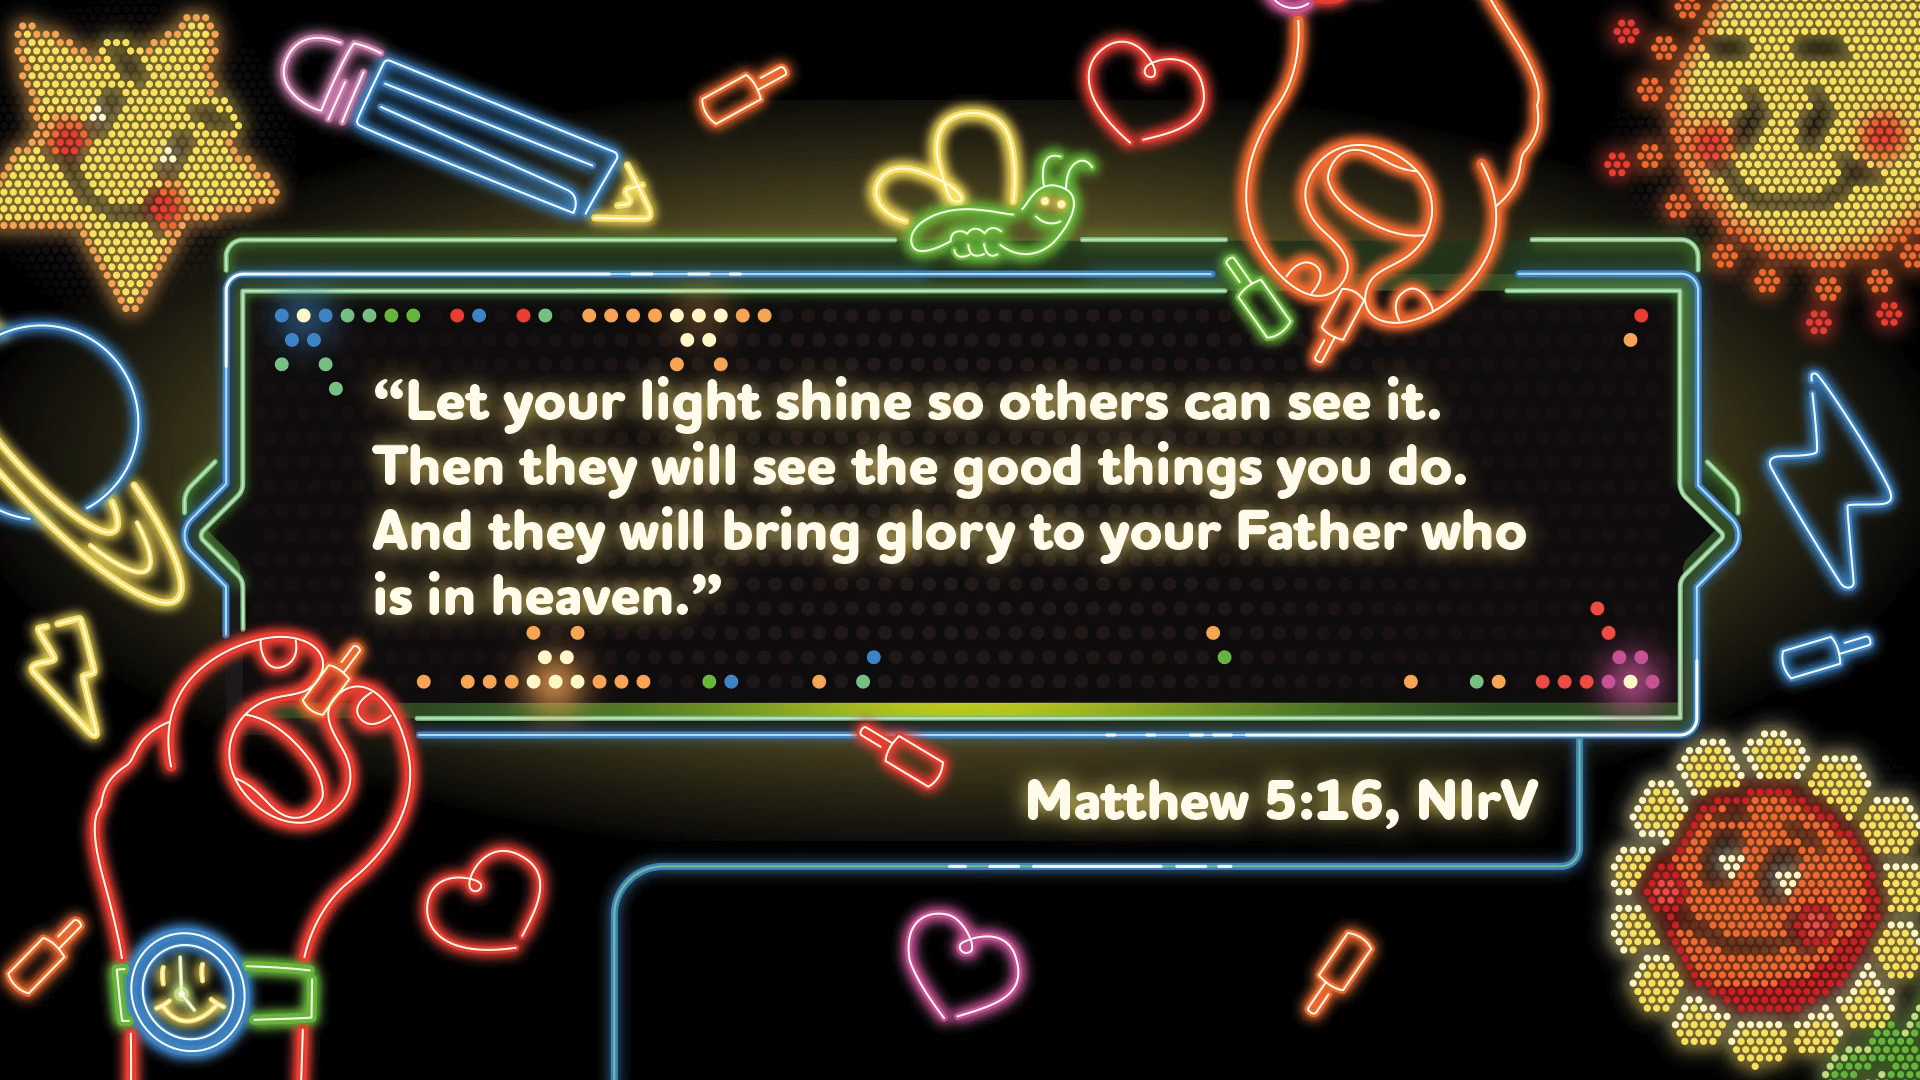 “Let your light shine so others can see it.
Then they will see the good things you do.
And they will bring glory to your Father who
is in heaven.”
Matthew 5:16, NIrV